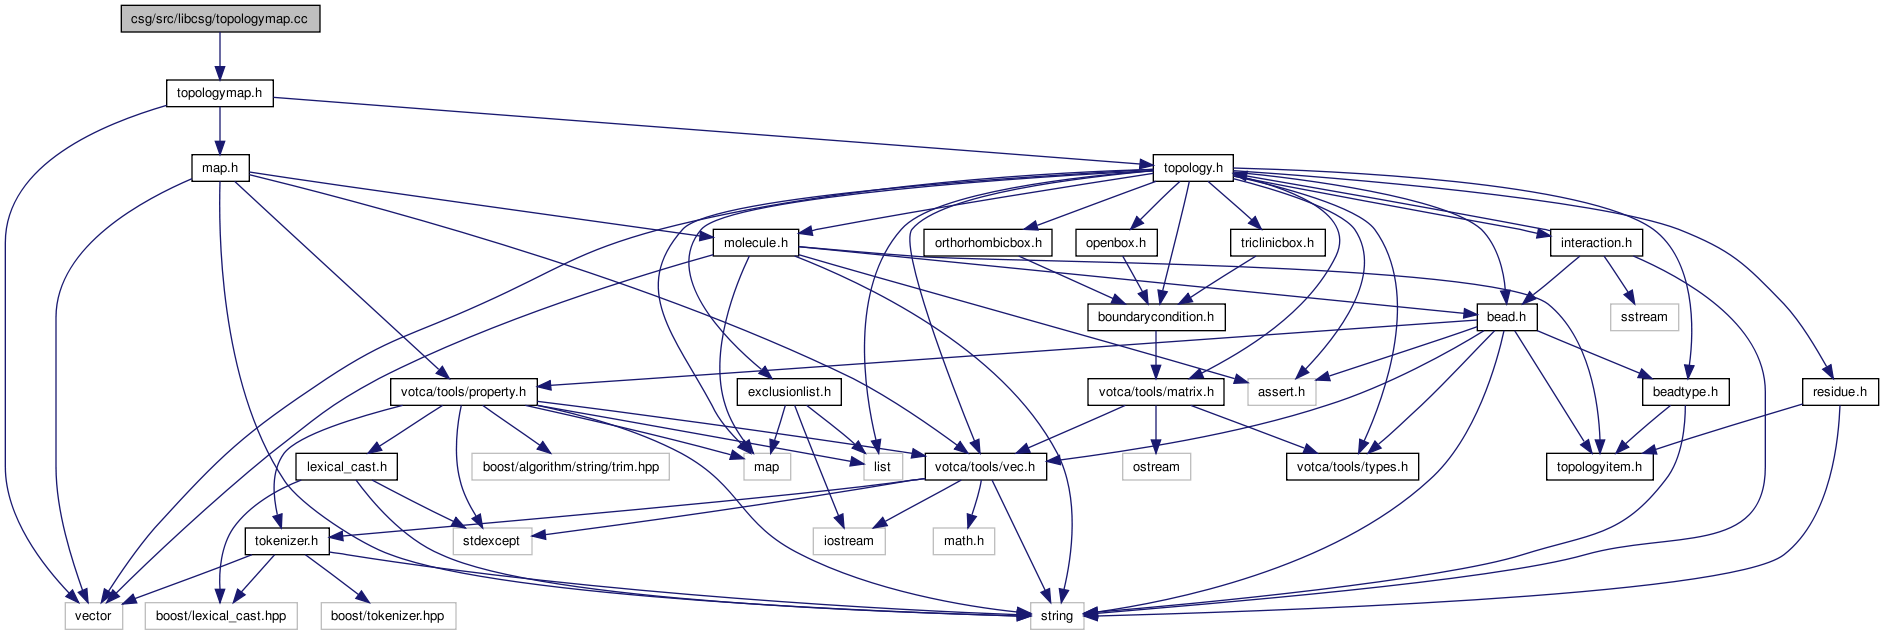 csg/src/libcsg/topologymap.cc
topologymap.h
map.h
topology.h
molecule.h
orthorhombicbox.h
openbox.h
triclinicbox.h
interaction.h
boundarycondition.h
bead.h
sstream
votca/tools/property.h
exclusionlist.h
votca/tools/matrix.h
assert.h
beadtype.h
residue.h
lexical_cast.h
boost/algorithm/string/trim.hpp
map
list
votca/tools/vec.h
ostream
votca/tools/types.h
topologyitem.h
tokenizer.h
stdexcept
iostream
math.h
vector
boost/lexical_cast.hpp
boost/tokenizer.hpp
string